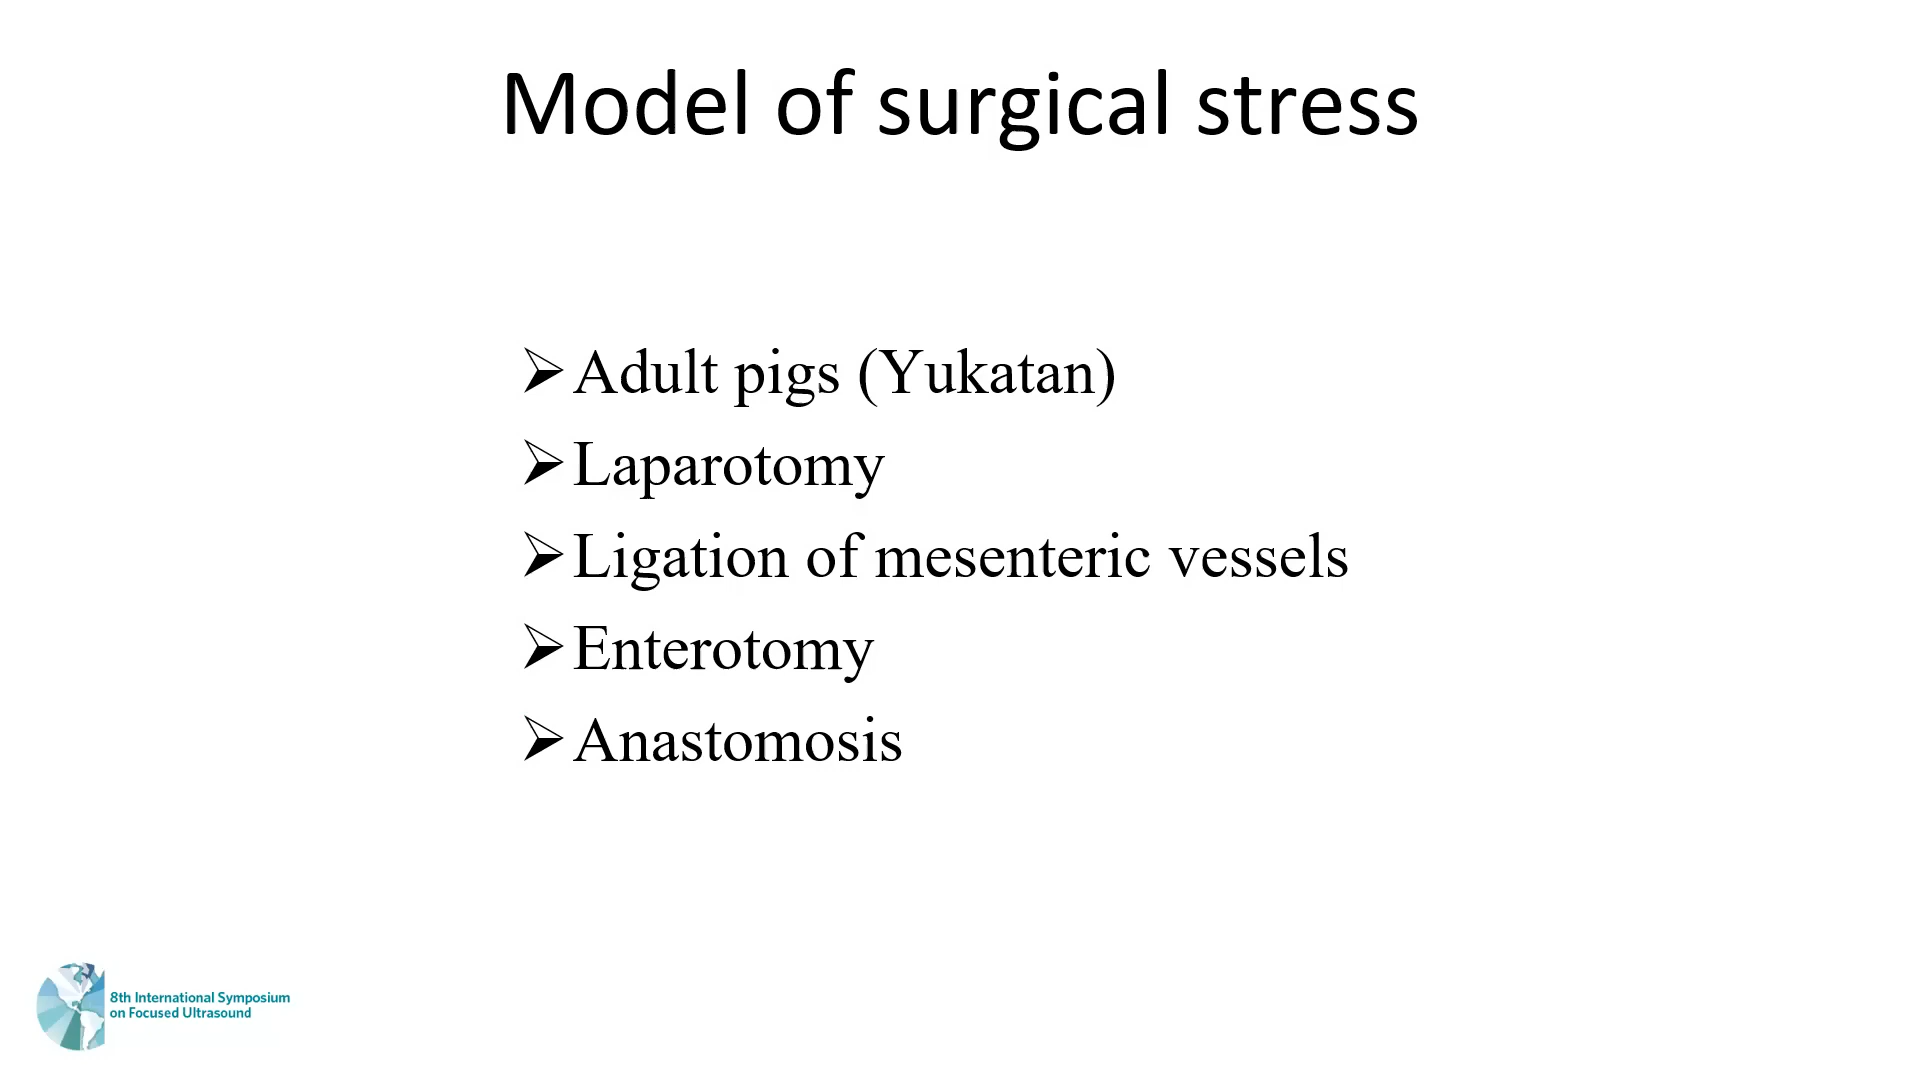 Model of surgical stress
Adult pigs (Yukatan)
Laparotomy
Ligation of mesenteric vessels
Enterotomy
Anastomosis
8th International Symposium
on Focused Ultrasound